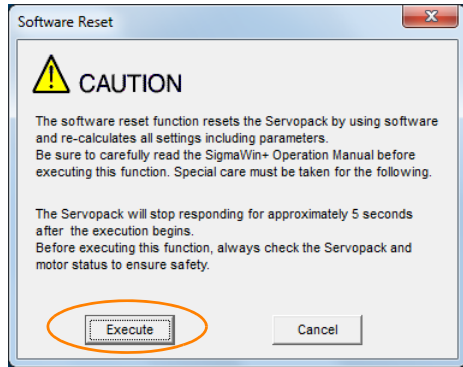 Software Reset
CAUTION
The software reset function resets the Servopack by using software
and re-calculates all settings including parameters.
Be sure to carefully read the SigmaWin+ Operation Manual before
executing this function. Special care must be taken for the following.
The Servopack will stop responding for approximately 5 seconds
after the execution begins.
Before executing this function, always check the Servopack and
motor status to ensure safety.
Execute
Cancel